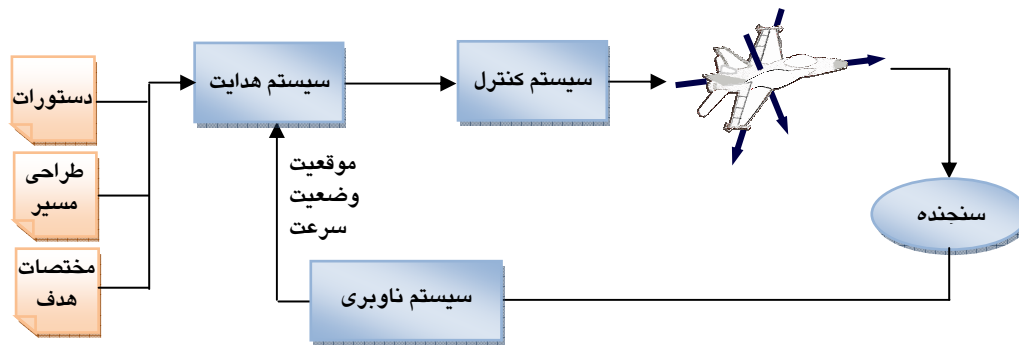 دستورات
طراحی
مسیر
مختصات
هدف
سیستم هدایت
سیستم کنترل
سنجنده
سیستم ناوبری
موقعیت
وضعیت
سرعت